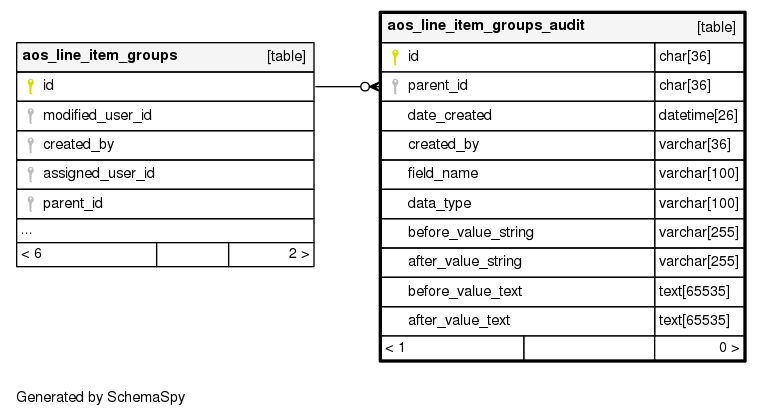 aos_line_item_groups [table]
id
modified_user_id
created_by
assigned_user_id
parent_id
...
< 6 2 >
aos_line_item_groups_audit [table]
id char[36]
parent_id char[36]
date_created datetime[26]
created_by varchar[36]
field_name varchar[100]
data_type varchar[100]
before_value_string varchar[255]
after_value_string varchar[255]
before_value_text text[65535]
after_value_text text[65535]
< 1 0 >
Generated by SchemaSpy